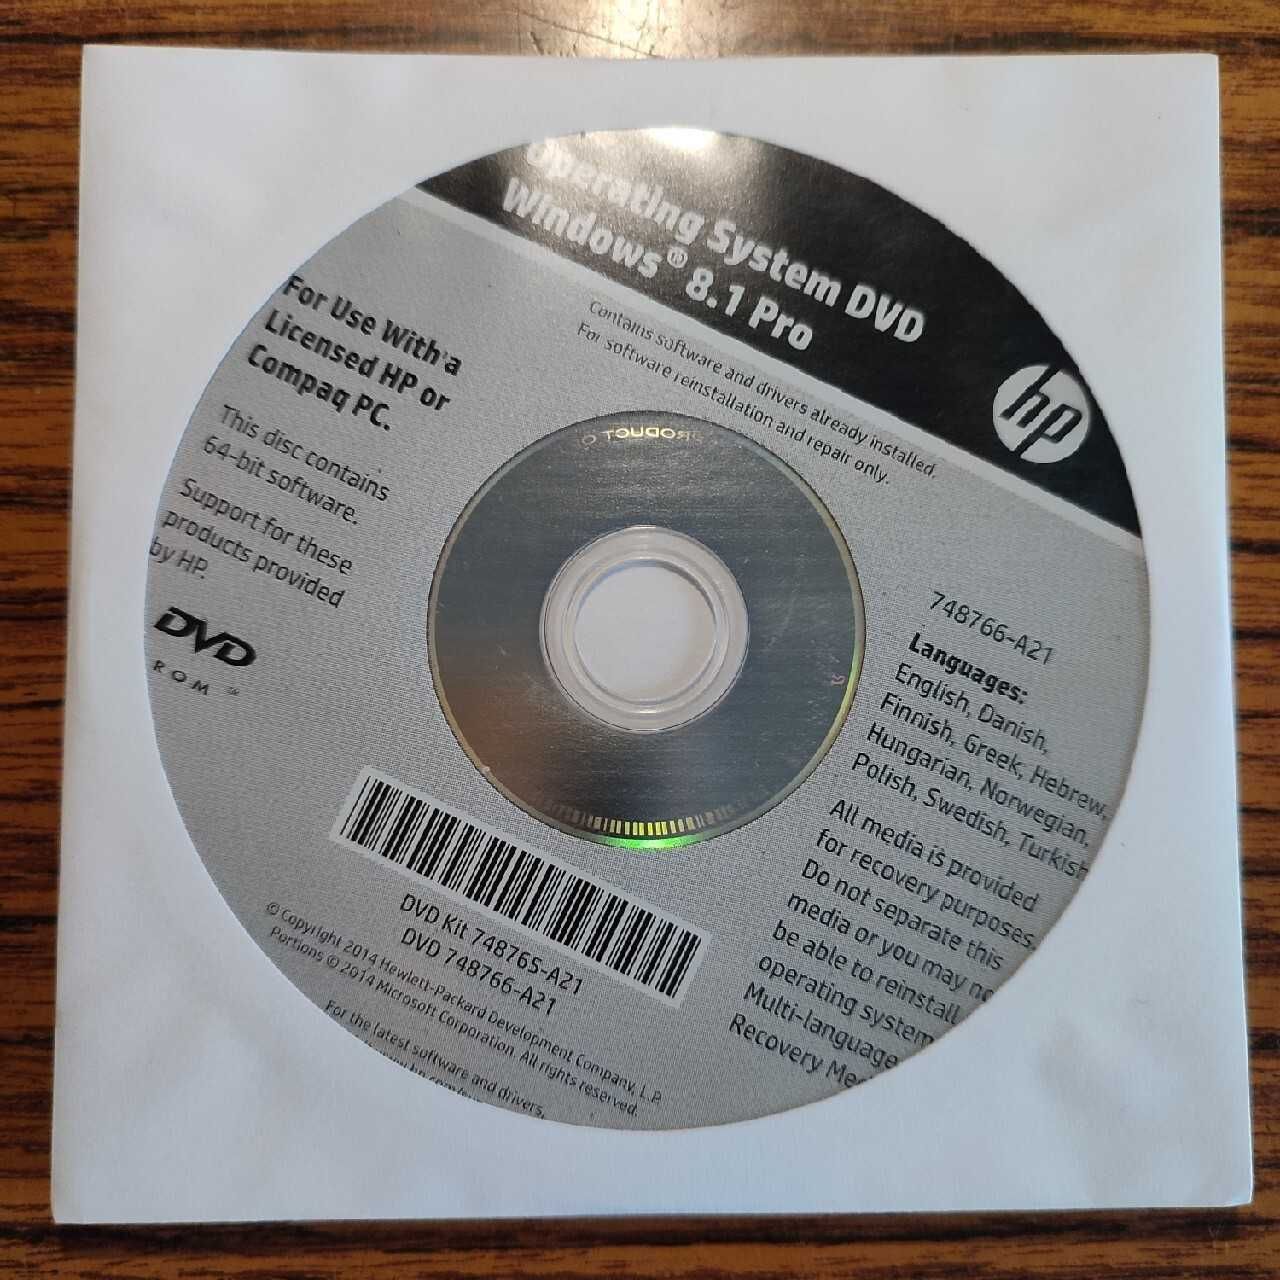 Operating System DVD
Windows® 8.1 Pro
Contains software and drivers already installed.
For software reinstallation and repair only.
hp
For Use With a
Licensed HP or
Compaq PC.
This disc contains
64-bit software.
Support for these
products provided
by HP.
DVD
ROM ™
748766-A21
Languages:
English, Danish,
Finnish, Greek, Hebrew,
Hungarian, Norwegian,
Polish, Swedish, Turkish
All media is provided
for recovery purposes.
Do not separate this
media or you may no
be able to reinstall
operating system
Multi-language
Recovery Me
DVD Kit 748765-A21
DVD 748766-A21
© Copyright 2014 Hewlett-Packard Development Company, L.P.
Portions © 2014 Microsoft Corporation. All rights reserved.
For the latest software and drivers,